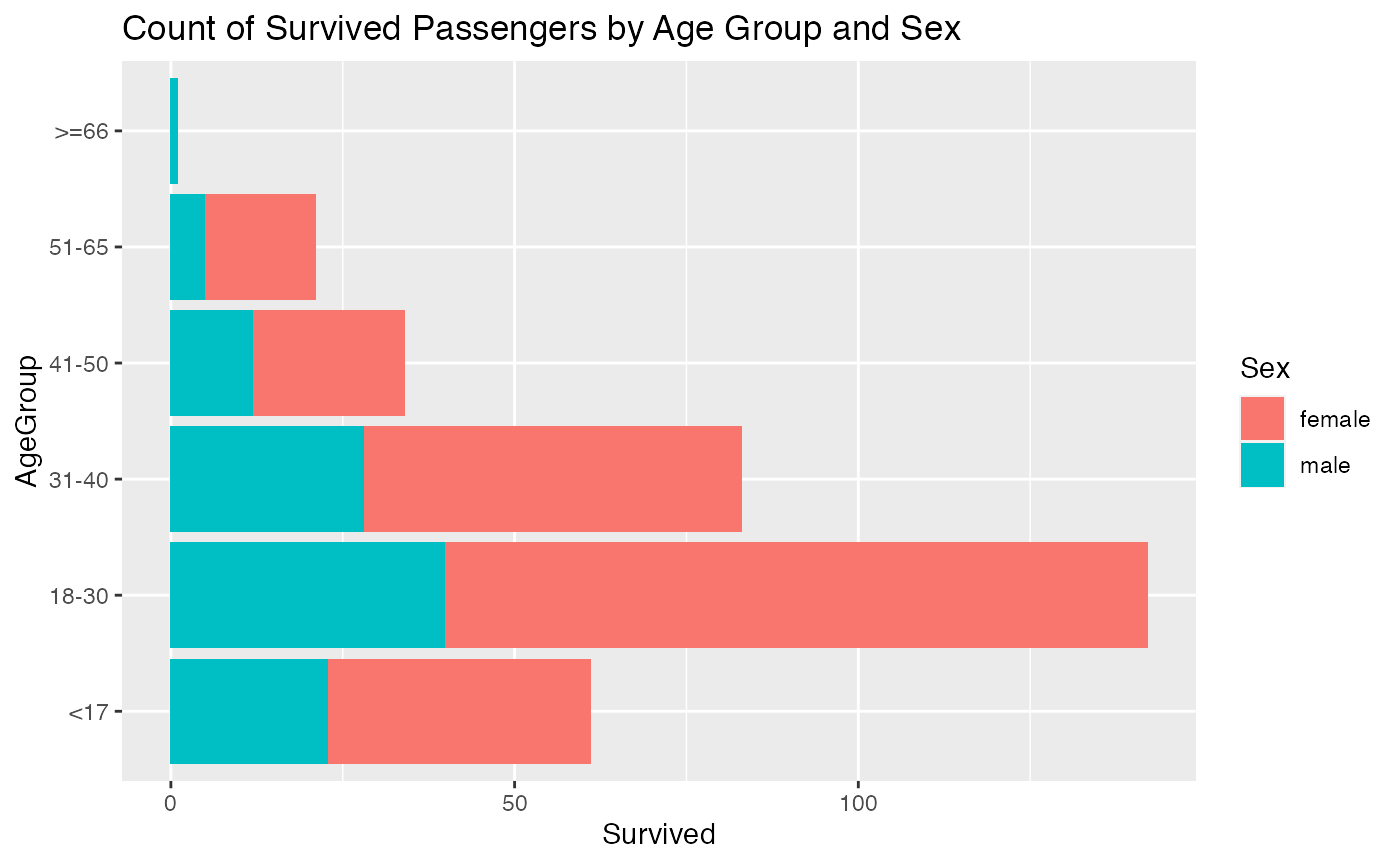 Count of Survived Passengers by Age Group and Sex
>=66
51-65
41-50
31-40
18-30
<17
AgeGroup
0 50 100
Survived
Sex
female
male